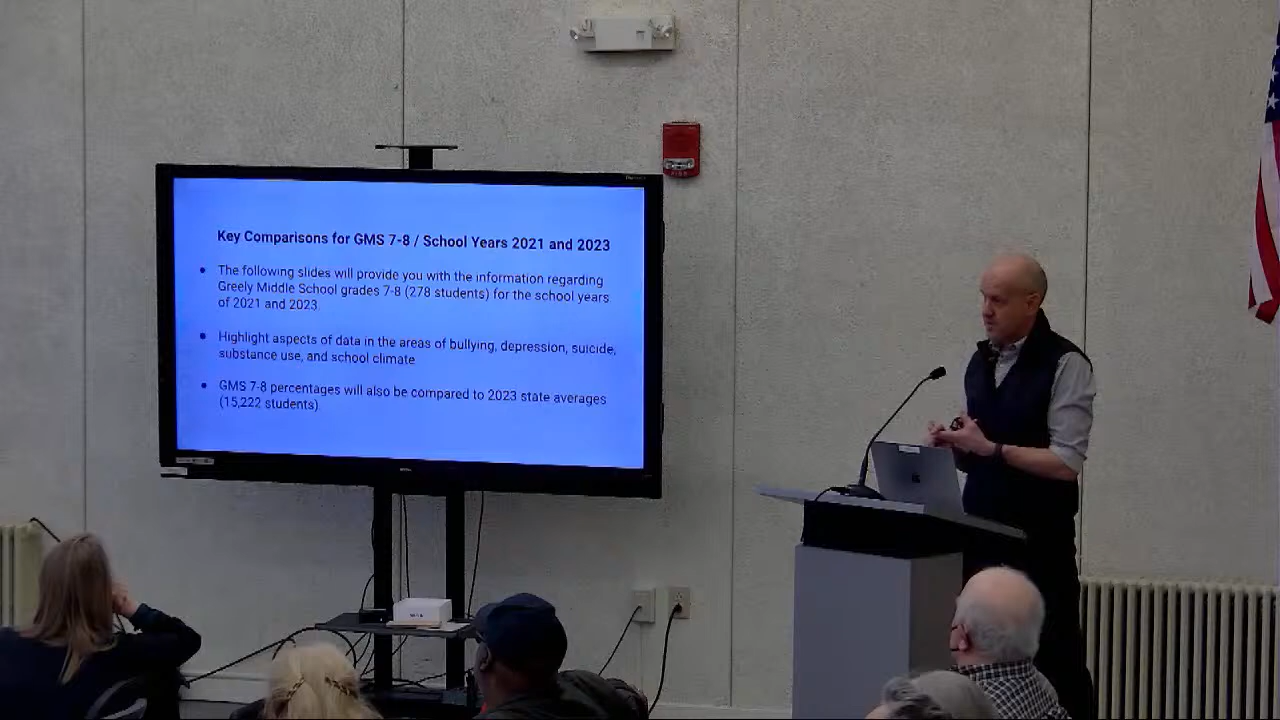 Key Comparisons for GMS 7-8 / School Years 2021 and 2023
• The following slides will provide you with the information regarding
Greely Middle School grades 7-8 (278 students) for the school years
of 2021 and 2023.
• Highlight aspects of data in the areas of bullying, depression, suicide,
substance use, and school climate
• GMS 7-8 percentages will also be compared to 2023 state averages
(15,222 students).
FIRE